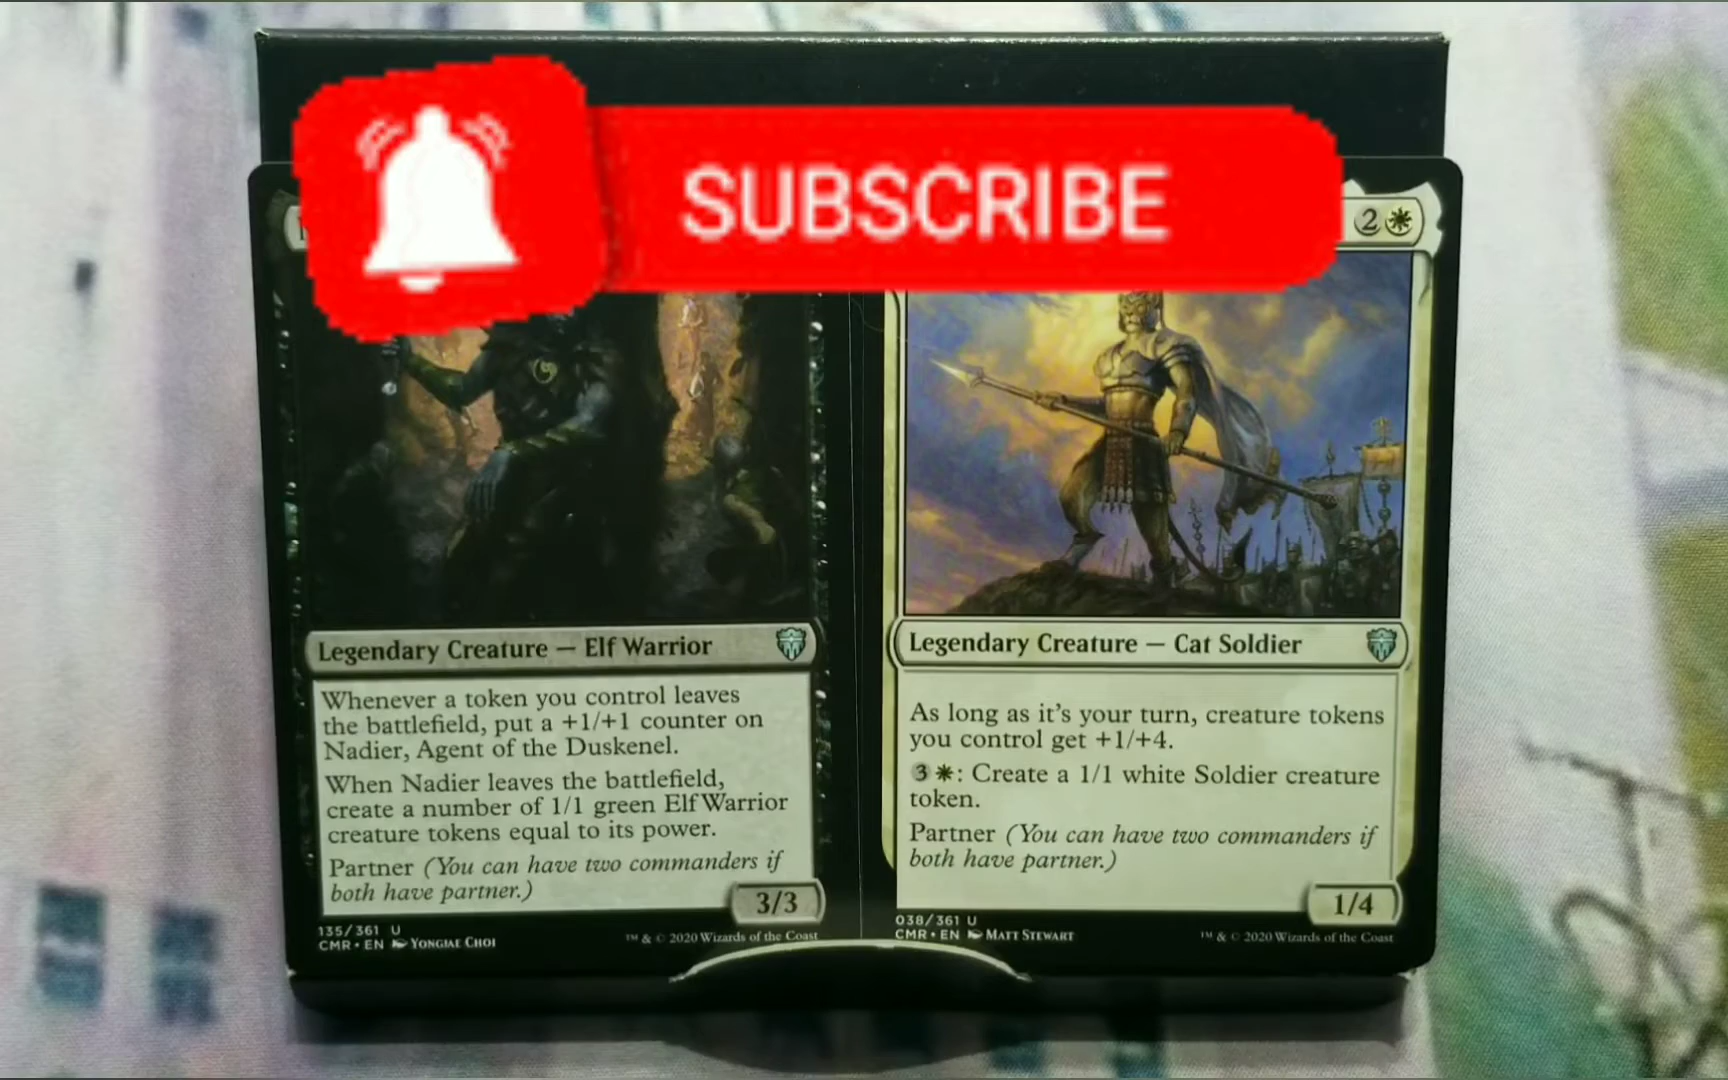 SUBSCRIBE
2
Legendary Creature — Elf Warrior
Whenever a token you control leaves
the battlefield, put a +1/+1 counter on
Nadier, Agent of the Duskenel.
When Nadier leaves the battlefield,
create a number of 1/1 green Elf Warrior
creature tokens equal to its power.
Partner (You can have two commanders if
both have partner.)
3/3
135/361 U
CMR • EN YONGJAE CHOI
™ & © 2020 Wizards of the Coast
Legendary Creature — Cat Soldier
As long as it's your turn, creature tokens
you control get +1/+4.
3 : Create a 1/1 white Soldier creature
token.
Partner (You can have two commanders if
both have partner.)
1/4
038/361 U
CMR • EN MATT STEWART
™ & © 2020 Wizards of the Coast